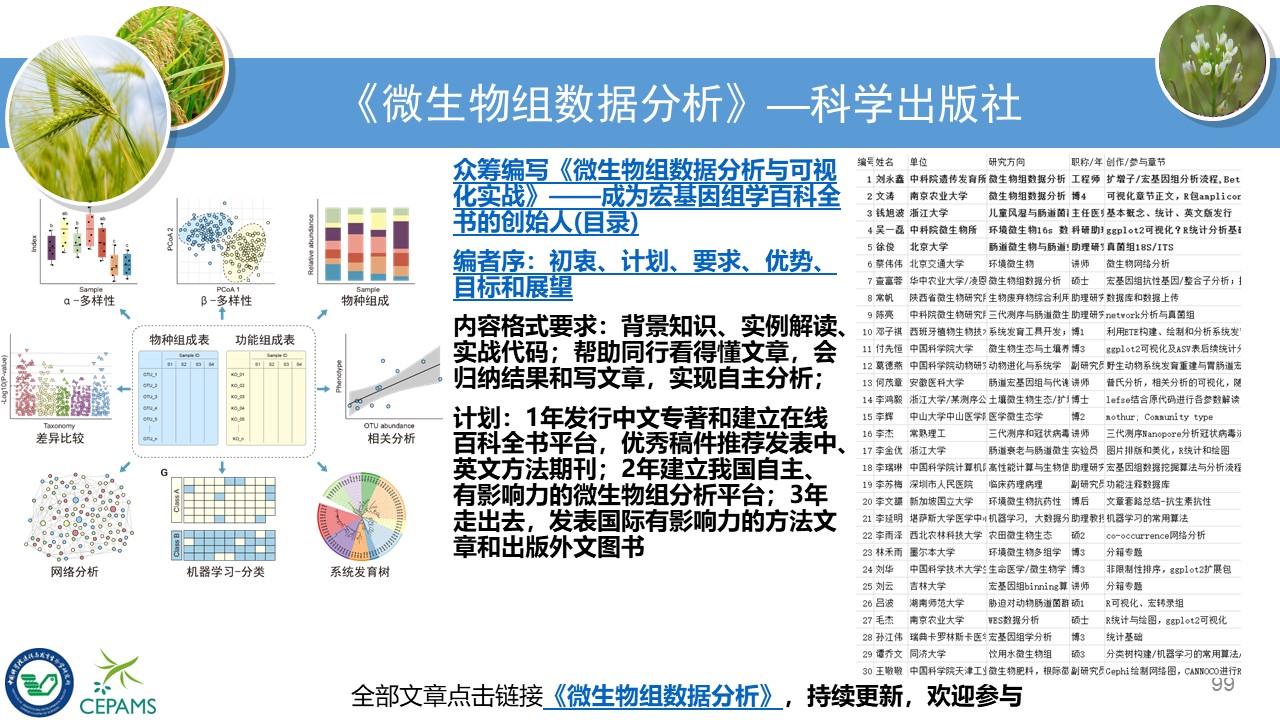 《微生物组数据分析》—科学出版社
Index
Sample
α-多样性
PCoA 2
PCoA 1
β-多样性
Relative abundance
Sample
物种组成
-Log10(P-value)
Taxonomy
差异比较
物种组成表
功能组成表
Sample ID
Sample ID
S1 S2 S3 S4
S1 S2 S3 S4
OTU_1
OTU_2
OTU_3
OTU_4
OTU_5
OTU_n
KO_01
KO_02
KO_03
KO_04
KO_05
KO_n
Phenotype
OTU abundance
相关分析
网络分析
G
Class A
Class B
机器学习-分类
系统发育树
众筹编写《微生物组数据分析与可视
化实战》——成为宏基因组学百科全
书的创始人(目录)
编者序：初衷、计划、要求、优势、
目标和展望
内容格式要求：背景知识、实例解读、
实战代码；帮助同行看得懂文章，会
归纳结果和写文章，实现自主分析；
计划：1年发行中文专著和建立在线
百科全书平台，优秀稿件推荐发表中、
英文方法期刊；2年建立我国自主、
有影响力的微生物组分析平台；3年
走出去，发表国际有影响力的方法文
章和出版外文图书
编号 姓名 单位 研究方向 职称/年 创作/参与章节
1 刘永鑫 中科院遗传发育所 微生物组数据分析 工程师 扩增子/宏基因组分析流程,Bet
2 文涛 南京农业大学 微生物组数据分析 博4 可视化章节正文，R包amplicon
3 钱旭波 浙江大学 儿童风湿与肠道菌 主任医 基本概念、统计、英文版发行
4 吴一磊 中科院微生物所 环境微生物16s 数 科研助 ggplot2可视化？R统计分析基
5 徐俊 北京大学 肠道微生物与肠道 助理研 真菌组18S/ITS
6 蔡伟伟 北京交通大学 环境微生物 讲师 微生物网络分析
7 查富蓉 华中农业大学/凌恩 微生物组数据分析 硕士 宏基因组抗性基因/整合子分析，
8 常帆 陕西省微生物研究 生物废弃物综合利用 助理研 数据库和数据上传
9 陈亮 中科院微生物研究 三代测序与肠道微生 助理研 network分析与真菌组
10 邓子祺 西班牙植物生物技 系统发育工具开发 博1 利用ETE构建、绘制和分析系统发
11 付先恒 中国科学院大学 微生物生态与土壤 博3 ggplot2可视化及ASV表后续统计
12 葛德燕 中国科学院动物研 动物进化与系统学 副研究 野生动物系统发育重建与胃肠道宏
13 何茂章 安徽医科大学 肠道宏基因组与代 讲师 普氏分析，相关分析的可视化，随
14 李鸿毅 浙江大学/某测序公 土壤微生物生态/扩 博士 lefse结合原代码进行各参数解读
15 李辉 中山大学中山医学 医学微生态学 博2 mothur; Community type
16 李杰 常熟理工 三代测序和冠状病毒 讲师 三代测序Nanopore分析冠状病毒
17 李金优 浙江大学 肠道衰老与肠道微生 实验员 图片排版和美化，R统计和绘图
18 李瑞琳 中国科学院计算机 高性能计算与生物信 助理研 宏基因组数据挖掘算法与分析流程
19 李苏梅 深圳市人民医院 临床药理病理 副研究 功能注释数据库
20 李文娜 新加坡国立大学 环境微生物抗药性 博后 文章套路总结-抗生素抗性
21 李延明 堪萨斯大学医学中 机器学习，大数据分 助理教 机器学习的常用算法
22 李雨泽 西北农林科技大学 农田微生物生态 硕2 co-occurrence网络分析
23 林禾雨 墨尔本大学 环境微生物多组学 博3 分箱专题
24 刘华 中国科学技术大学 生命医学/微生物学 博3 非限制性排序，ggplot2扩展包
25 刘云 吉林大学 宏基因组binning算 讲师 分箱专题
26 吕波 湖南师范大学 胁迫对动物肠道菌群 硕1 R可视化、宏转录组
27 毛杰 南京农业大学 WES数据分析 硕士 R统计与绘图，ggplot2可视化
28 孙江伟 瑞典卡罗林斯卡医 宏基因组学分析 博3 统计基础
29 谭乔文 同济大学 饮用水微生物组 硕3 分类树构建/机器学习的常用算法
30 王敬敬 中国科学院天津工 微生物肥料，根际菌 副研究 Gephi绘制网络图，CANNOCO进行R
99
CEPAMS
全部文章点击链接《微生物组数据分析》，持续更新，欢迎参与